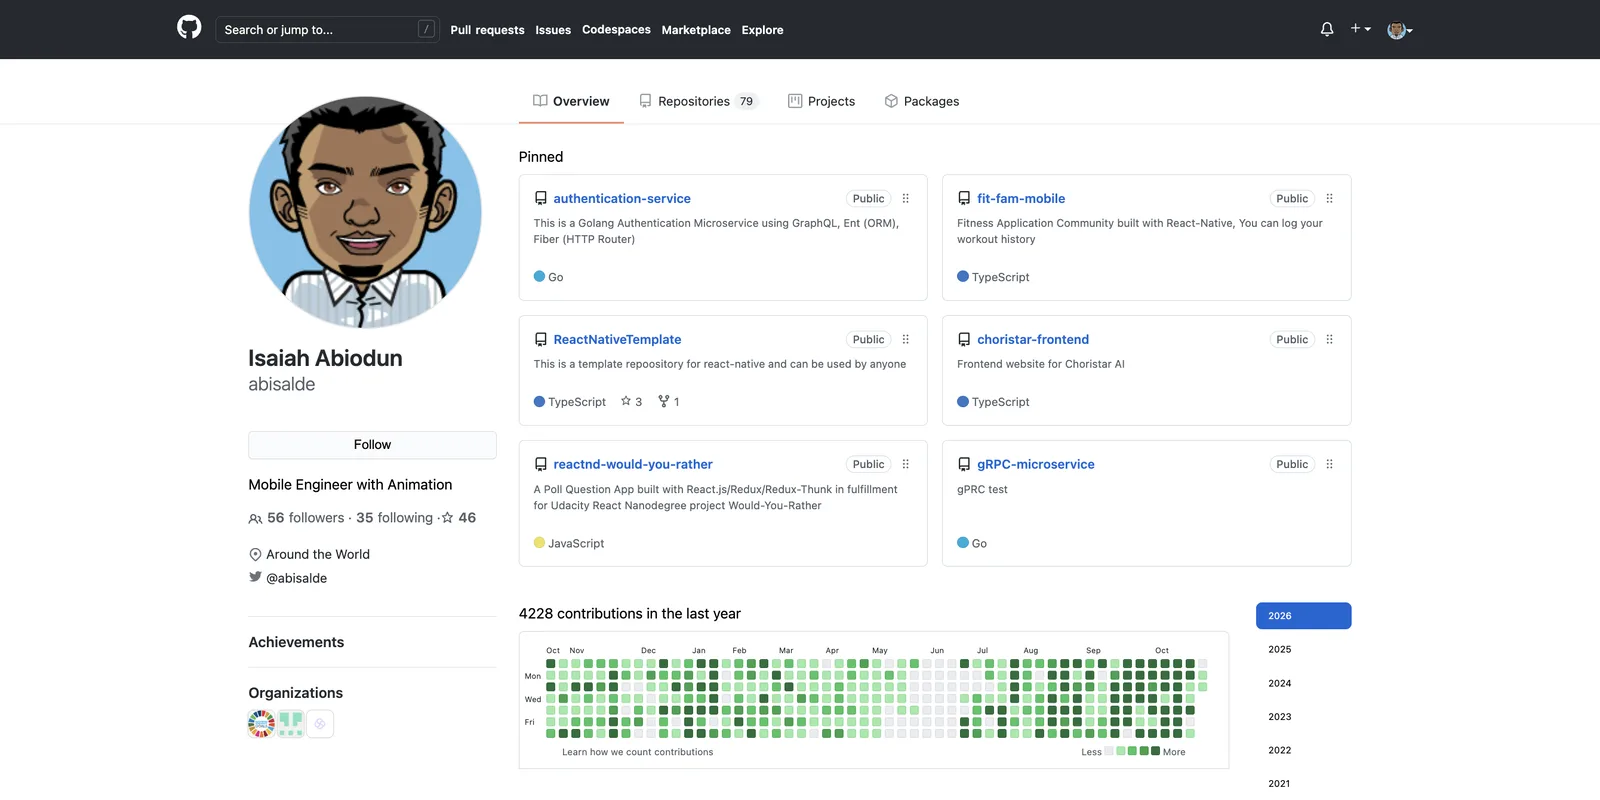 Search or jump to... /
Pull requests Issues Codespaces Marketplace Explore
Overview Repositories 79 Projects Packages
Isaiah Abiodun
abisalde
Follow
Mobile Engineer with Animation
56 followers · 35 following · 46
Around the World
@abisalde
Achievements
Organizations
Pinned
authentication-service Public
This is a Golang Authentication Microservice using GraphQL, Ent (ORM),
Fiber (HTTP Router)
Go
fit-fam-mobile Public
Fitness Application Community built with React-Native, You can log your
workout history
TypeScript
ReactNativeTemplate Public
This is a template repoository for react-native and can be used by anyone
TypeScript 3 1
choristar-frontend Public
Frontend website for Choristar AI
TypeScript
reactnd-would-you-rather Public
A Poll Question App built with React.js/Redux/Redux-Thunk in fulfillment
for Udacity React Nanodegree project Would-You-Rather
JavaScript
gRPC-microservice Public
gPRC test
Go
4228 contributions in the last year
Oct Nov Dec Jan Feb Mar Apr May Jun Jul Aug Sep Oct
Mon
Wed
Fri
Learn how we count contributions
Less More
2026
2025
2024
2023
2022
2021